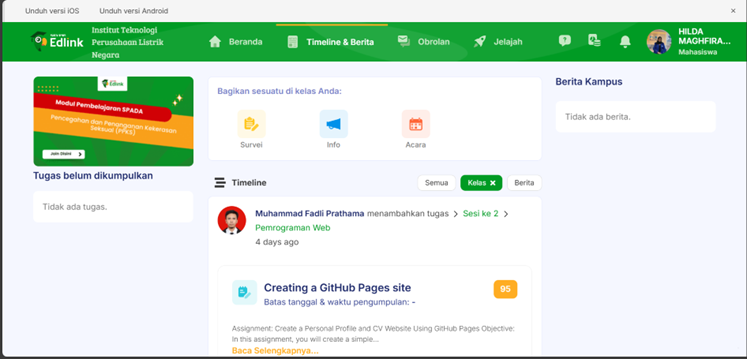 Unduh versi iOS
Unduh versi Android
Edlink
Institut Teknologi
Perusahaan Listrik
Negara
Beranda
Timeline & Berita
Obrolan
Jelajah
HILDA
MAGHFIRA...
Mahasiswa
Edlink
Modul Pembelajaran SPADA
Pencegahan dan Penanganan Kekerasan
Seksual (PPKS)
Tugas belum dikumpulkan
Tidak ada tugas.
Bagikan sesuatu di kelas Anda:
Survei
Info
Acara
Timeline
Semua
Kelas
Berita
Muhammad Fadli Prathama menambahkan tugas > Sesi ke 2 >
Pemrograman Web
4 days ago
Creating a GitHub Pages site
95
Batas tanggal & waktu pengumpulan: -
Assignment: Create a Personal Profile and CV Website Using GitHub Pages Objective:
In this assignment, you will create a simple...
Baca Selengkapnya...
Berita Kampus
Tidak ada berita.